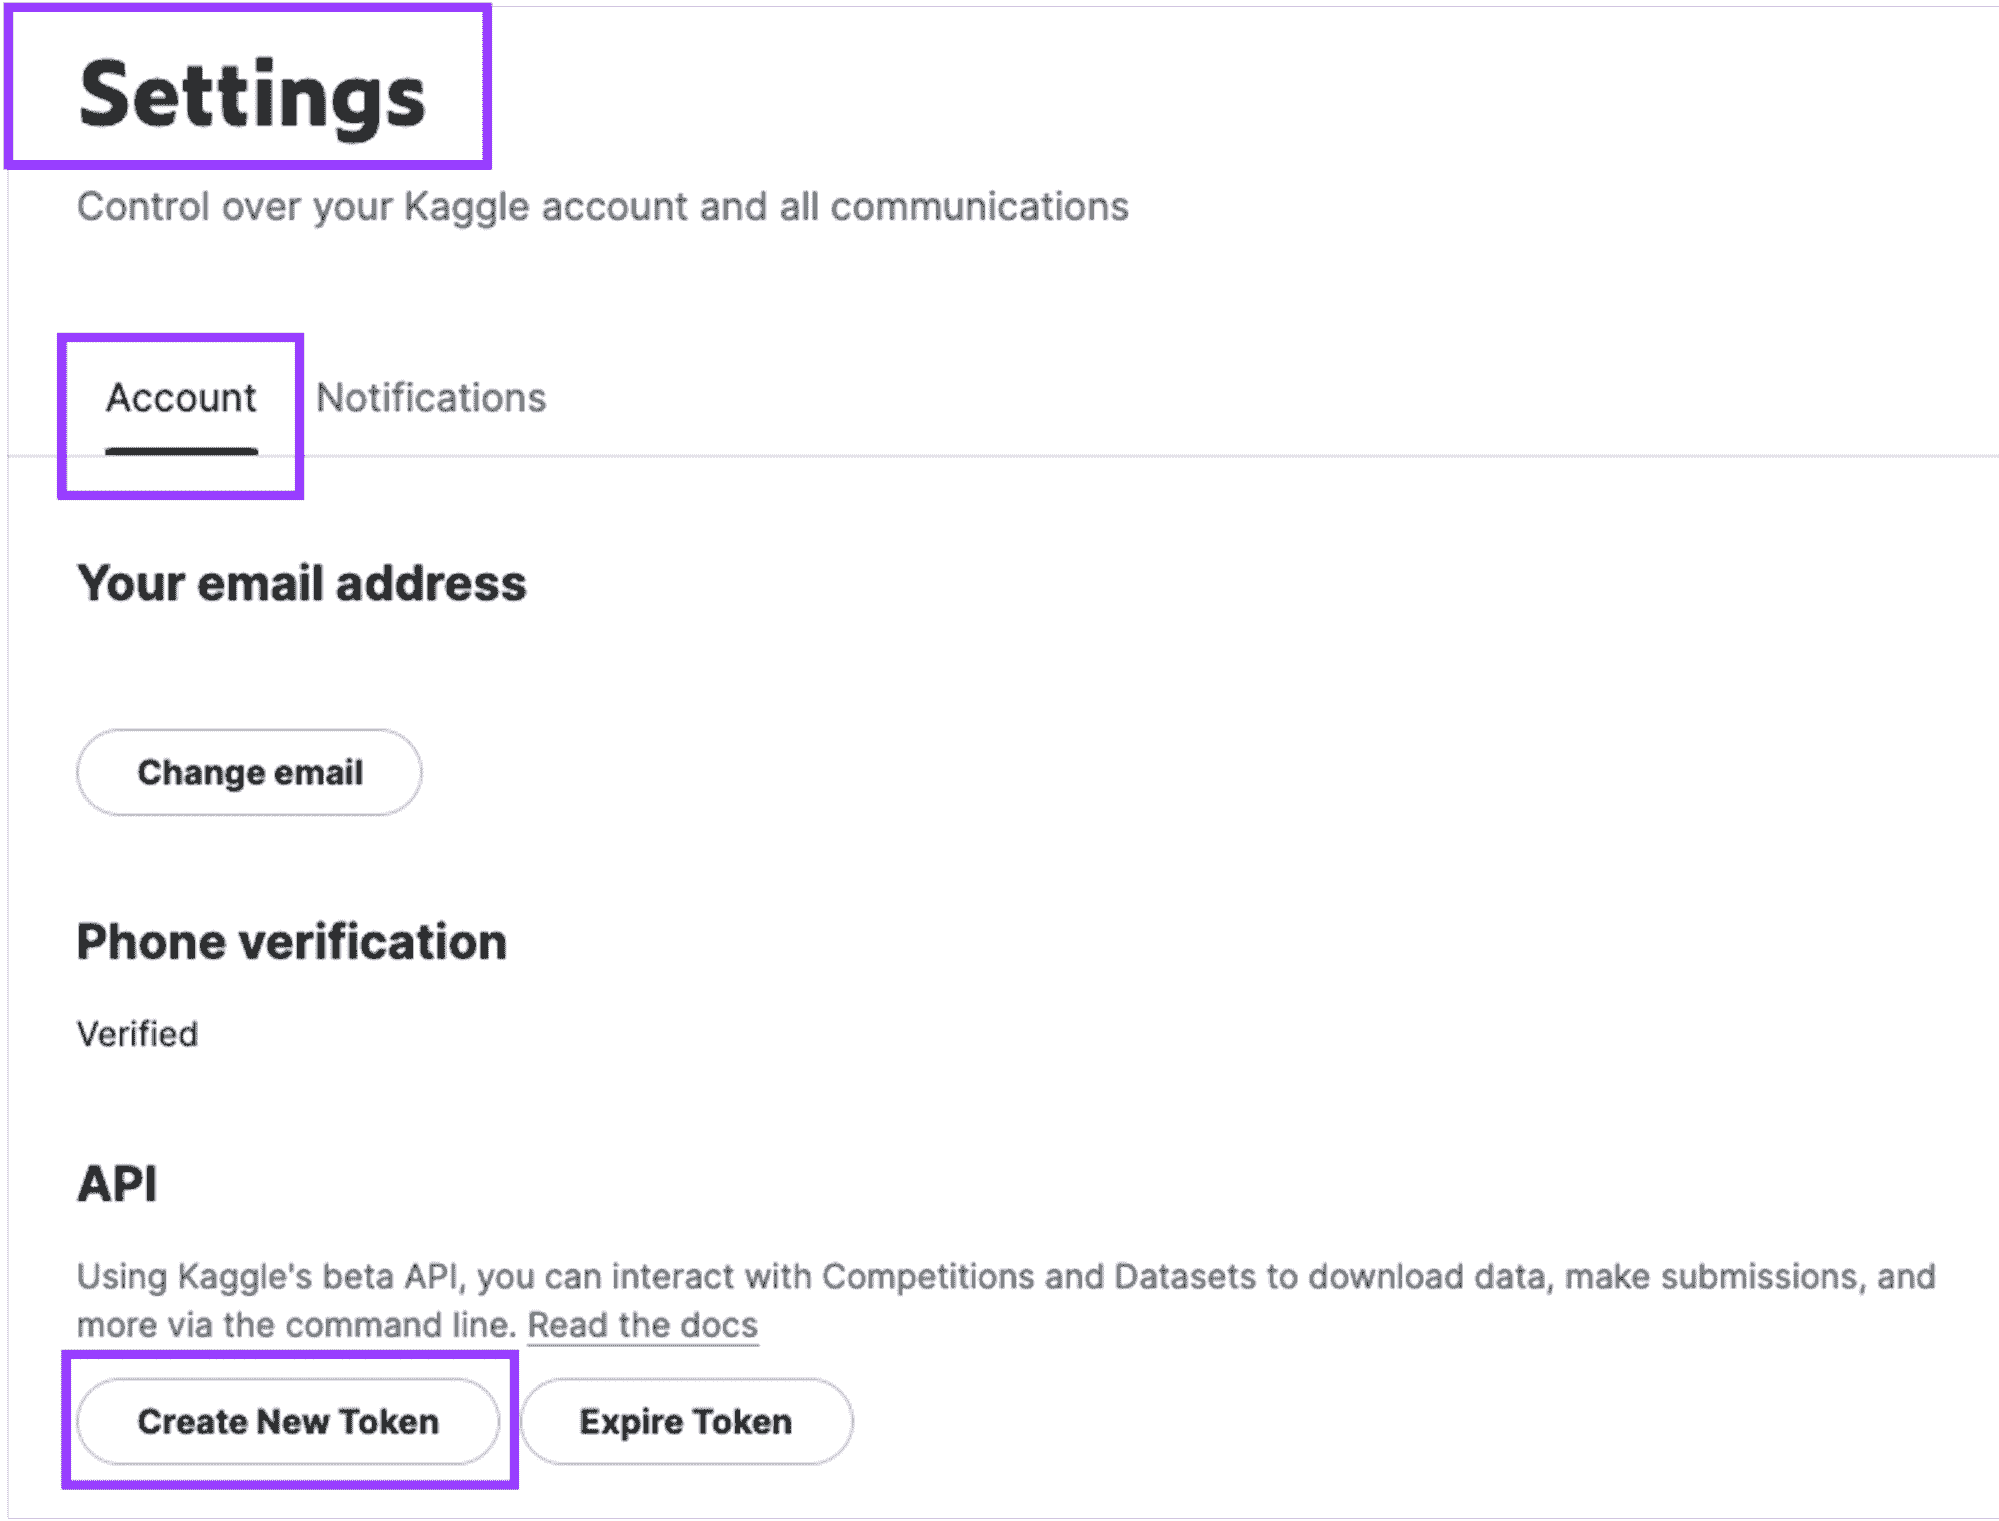 Settings
Control over your Kaggle account and all communications
Account Notifications
Your email address
Change email
Phone verification
Verified
API
Using Kaggle's beta API, you can interact with Competitions and Datasets to download data, make submissions, and
more via the command line. Read the docs
Create New Token Expire Token